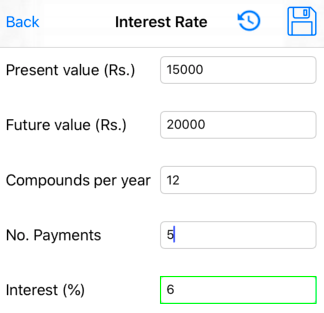 Back Interest Rate
Present value (Rs.) 15000
Future value (Rs.) 20000
Compounds per year 12
No. Payments 5
Interest (%) 6